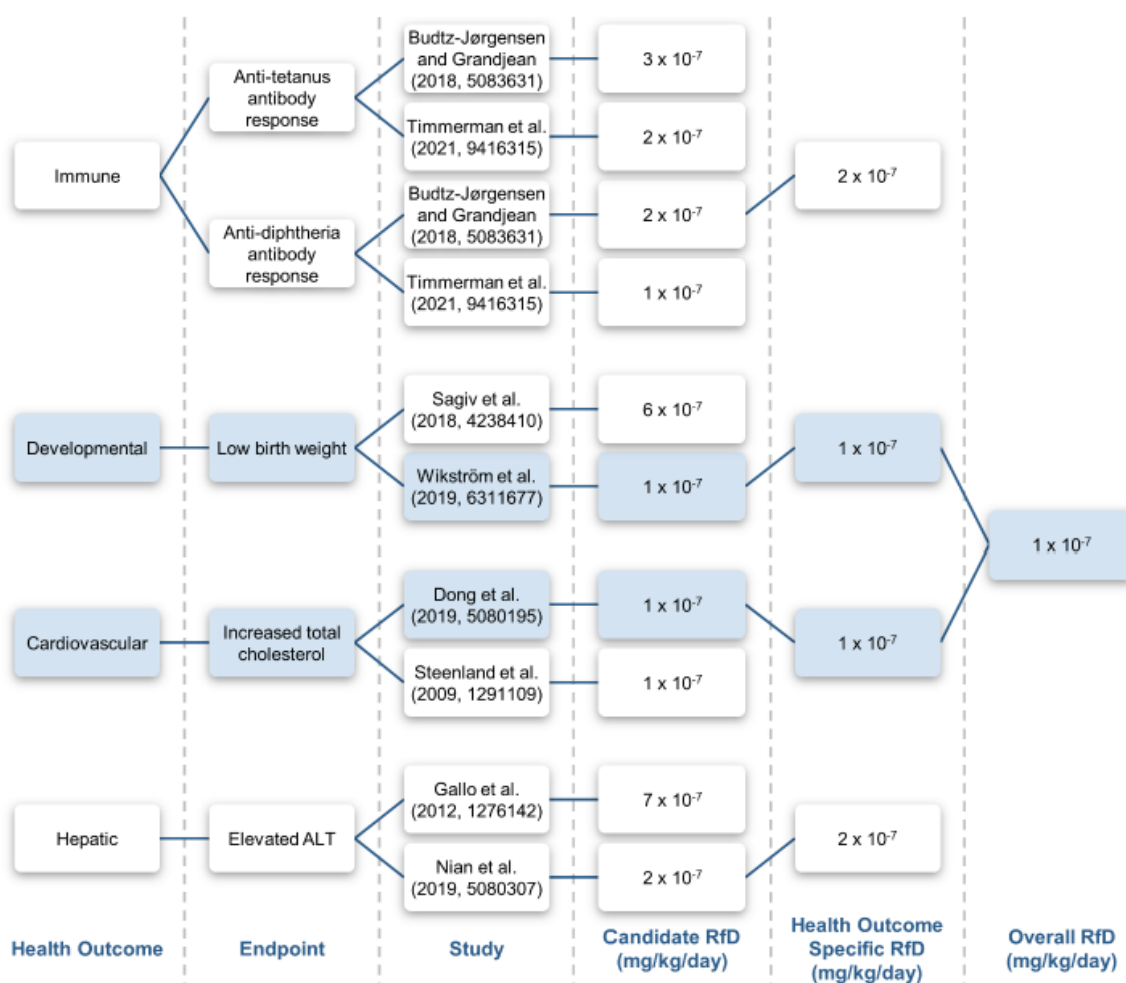 Budtz-Jørgensen
and Grandjean
(2018, 5083631)
3 x 10⁻⁷
Anti-tetanus
antibody
response
Timmerman et al.
(2021, 9416315)
2 x 10⁻⁷
Immune
Budtz-Jørgensen
and Grandjean
(2018, 5083631)
2 x 10⁻⁷
2 x 10⁻⁷
Anti-diphtheria
antibody
response
Timmerman et al.
(2021, 9416315)
1 x 10⁻⁷
Sagiv et al.
(2018, 4238410)
6 x 10⁻⁷
Developmental
Low birth weight
1 x 10⁻⁷
Wikström et al.
(2019, 6311677)
1 x 10⁻⁷
1 x 10⁻⁷
Dong et al.
(2019, 5080195)
1 x 10⁻⁷
Cardiovascular
Increased total
cholesterol
1 x 10⁻⁷
Steenland et al.
(2009, 1291109)
1 x 10⁻⁷
Gallo et al.
(2012, 1276142)
7 x 10⁻⁷
Hepatic
Elevated ALT
2 x 10⁻⁷
Nian et al.
(2019, 5080307)
2 x 10⁻⁷
Health Outcome
Endpoint
Study
Candidate RfD
(mg/kg/day)
Health Outcome
Specific RfD
(mg/kg/day)
Overall RfD
(mg/kg/day)